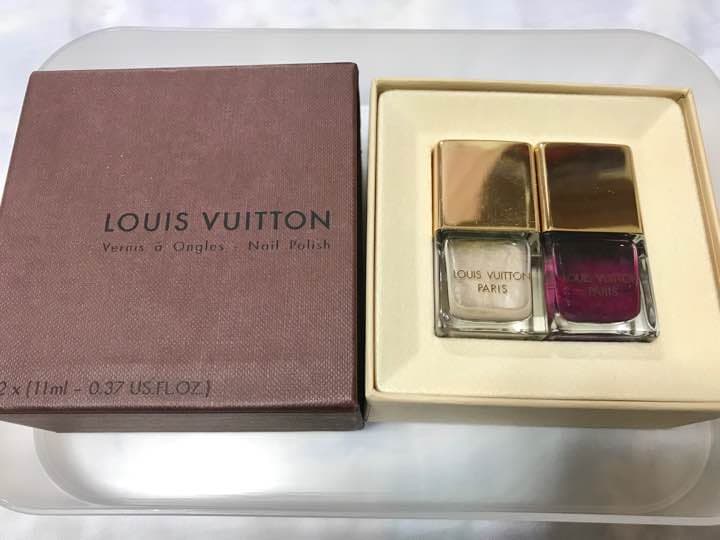 LOUIS VUITTON
Vernis à Ongles - Nail Polish
2 x (11ml - 0.37 US.FL.OZ.)
LOUIS VUITTON
PARIS
LOUIS VUITTON
PARIS